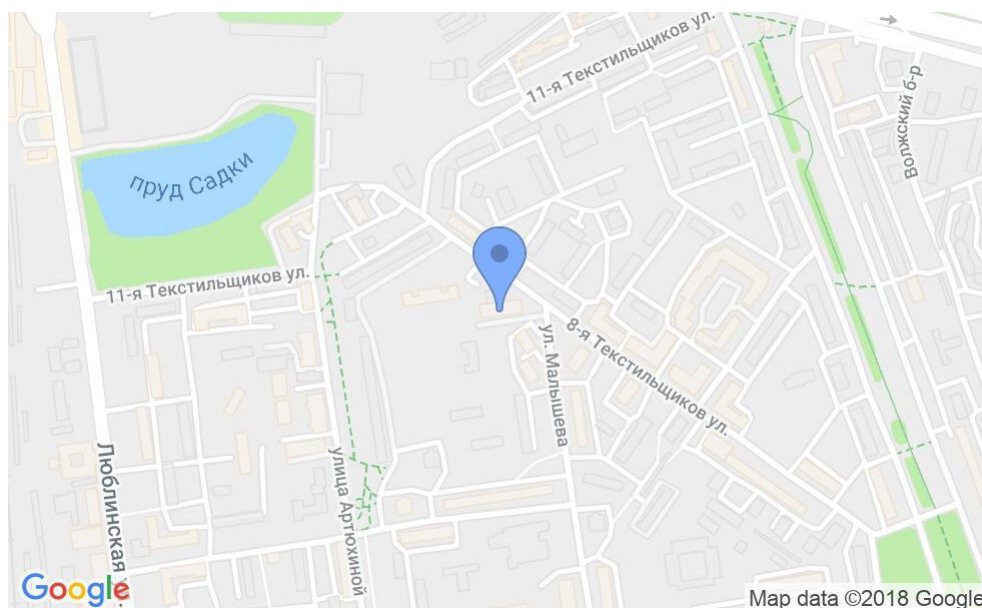 11-я Текстильщиков ул.
Волжский б-р
пруд Садки
11-я Текстильщиков ул.
8-я Текстильщиков ул.
ул. Малышева
Люблинская
улица Артюхиной
Google
Map data ©2018 Google